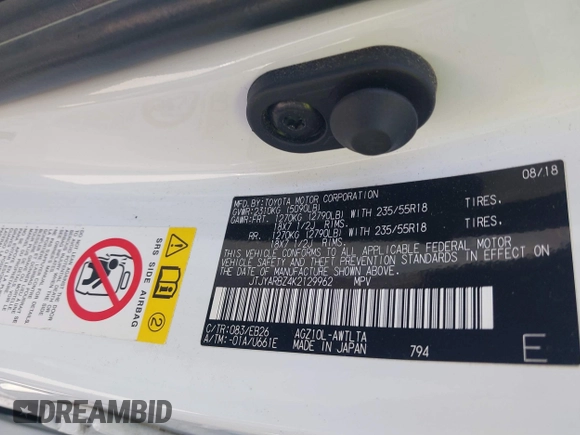 08/18
MFD.BY:TOYOTA MOTOR CORPORATION
GVWR:2310KG (5090LB)
GAWR:FRT. 1270KG (2790LB) WITH 235/55R18 TIRES,
18X7 1/2J RIMS.
RR. 1270KG (2790LB) WITH 235/55R18 TIRES,
18X7 1/2J RIMS.
THIS VEHICLE CONFORMS TO ALL APPLICABLE FEDERAL MOTOR
VEHICLE SAFETY AND THEFT PREVENTION STANDARDS IN EFFECT
ON THE DATE OF MANUFACTURE SHOWN ABOVE.
JTJYARBZ4K2129962 MPV
C/TR:083/EB26 AGZ10L-AWTLTA
A/TM:-01A/U661E MADE IN JAPAN 794
E
SRS SIDE AIRBAG
2
DREAMBID
DREAMBID.COM